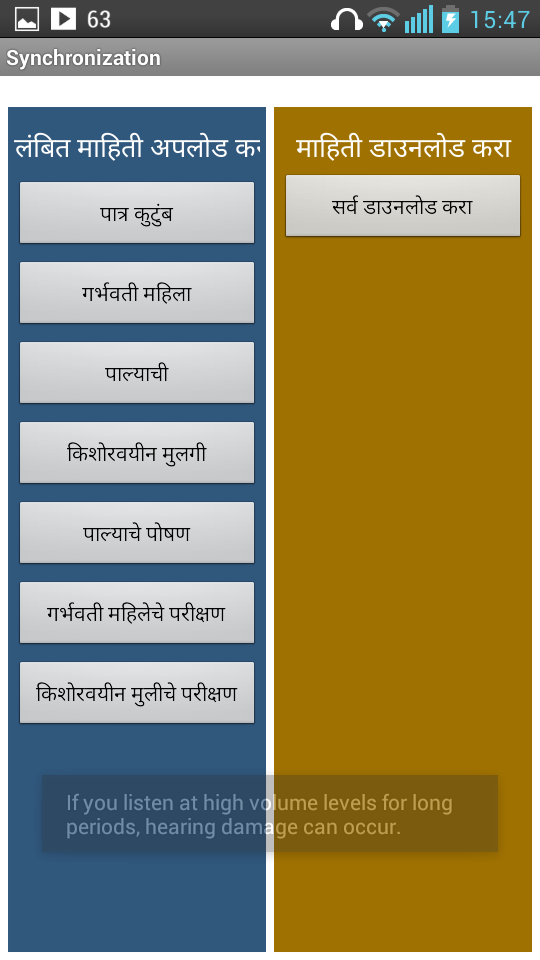 63 15:47
Synchronization
लंबित माहिती अपलोड
पात्र कुटुंब
गर्भवती महिला
पाल्याची
किशोरवयीन मुलगी
पाल्याचे पोषण
गर्भवती महिलेचे परीक्षण
किशोरवयीन मुलीचे परीक्षण
माहिती डाउनलोड करा
सर्व डाउनलोड करा
If you listen at high volume levels for long
periods, hearing damage can occur.